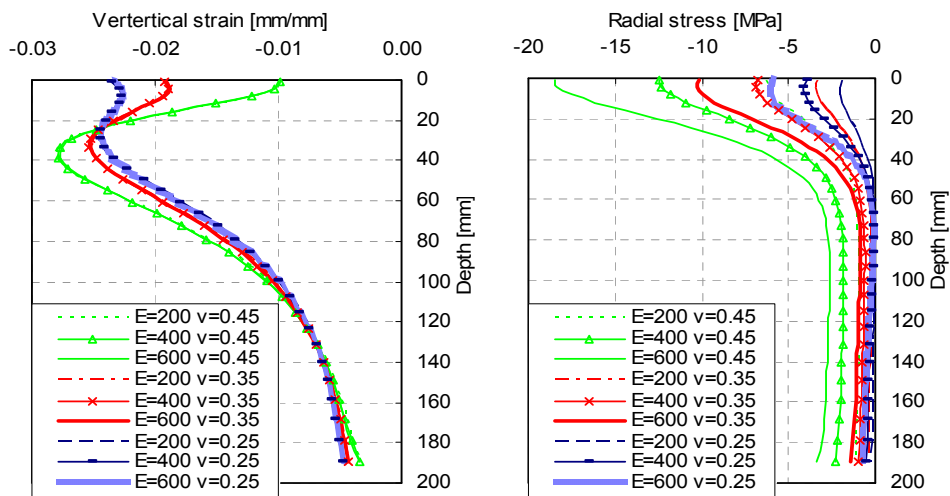 Vertertical strain [mm/mm]
-0.03 -0.02 -0.01 0.00
0
20
40
60
80
100
120
140
160
180
200
Depth [mm]
E=200 v=0.45
E=400 v=0.45
E=600 v=0.45
E=200 v=0.35
E=400 v=0.35
E=600 v=0.35
E=200 v=0.25
E=400 v=0.25
E=600 v=0.25
Radial stress [MPa]
-20 -15 -10 -5 0
0
20
40
60
80
100
120
140
160
180
200
Depth [mm]
E=200 v=0.45
E=400 v=0.45
E=600 v=0.45
E=200 v=0.35
E=400 v=0.35
E=600 v=0.35
E=200 v=0.25
E=400 v=0.25
E=600 v=0.25